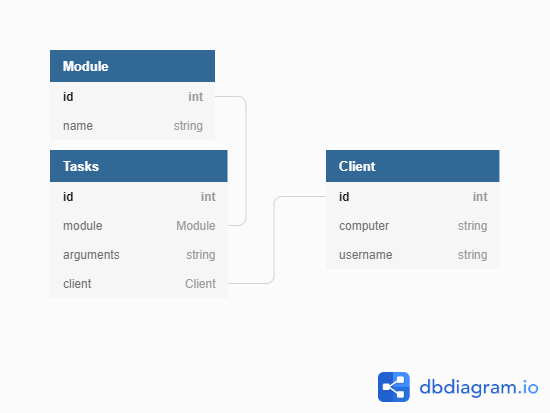 Module
id int
name string
Tasks
id int
module Module
arguments string
client Client
Client
id int
computer string
username string
dbdiagram.io